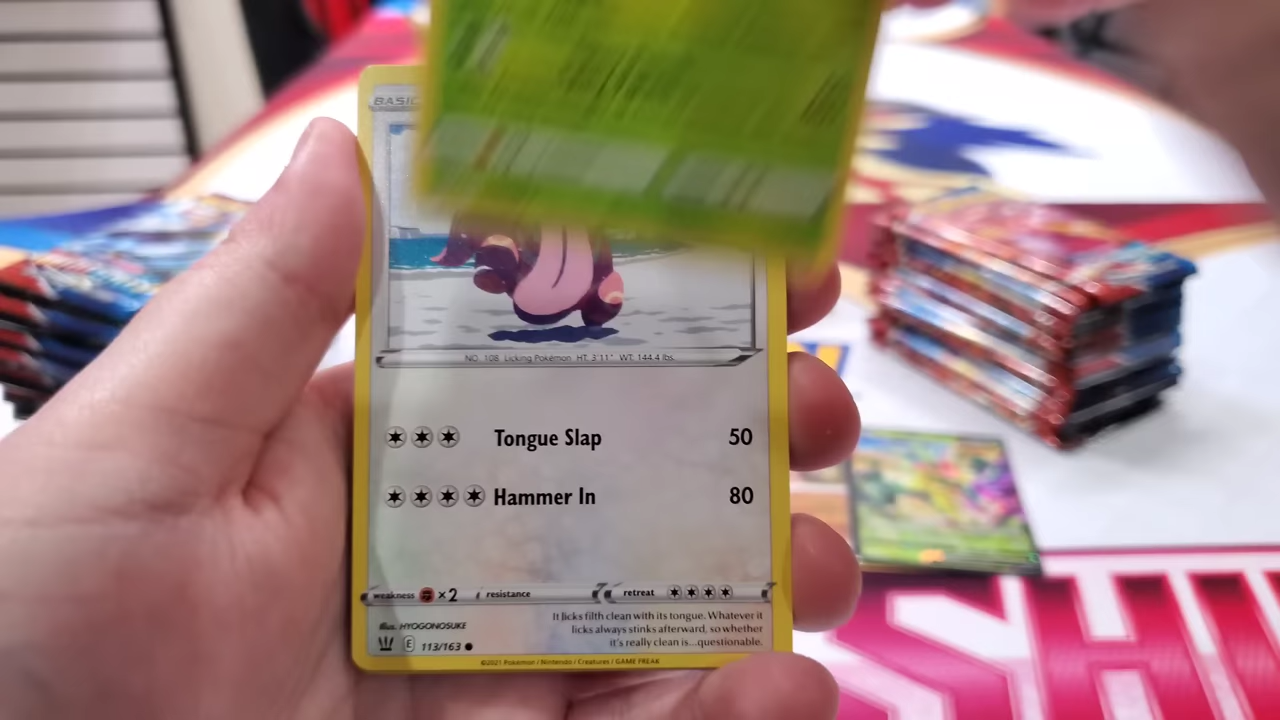 BASIC
NO. 108 Licking Pokémon HT: 3'11" WT: 144.4 lbs.
Tongue Slap 50
Hammer In 80
weakness ×2 resistance retreat
It licks filth clean with its tongue. Whatever it
licks always stinks afterward, so whether
it's really clean is...questionable.
Illus. HYOGONOSUKE
E 113/163
©2021 Pokémon / Nintendo / Creatures / GAME FREAK